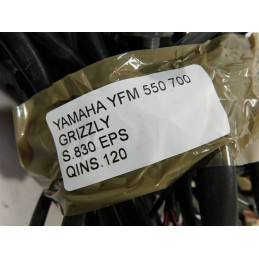 YAMAHA YFM 550 700
GRIZZLY
S.830 EPS
QINS.120